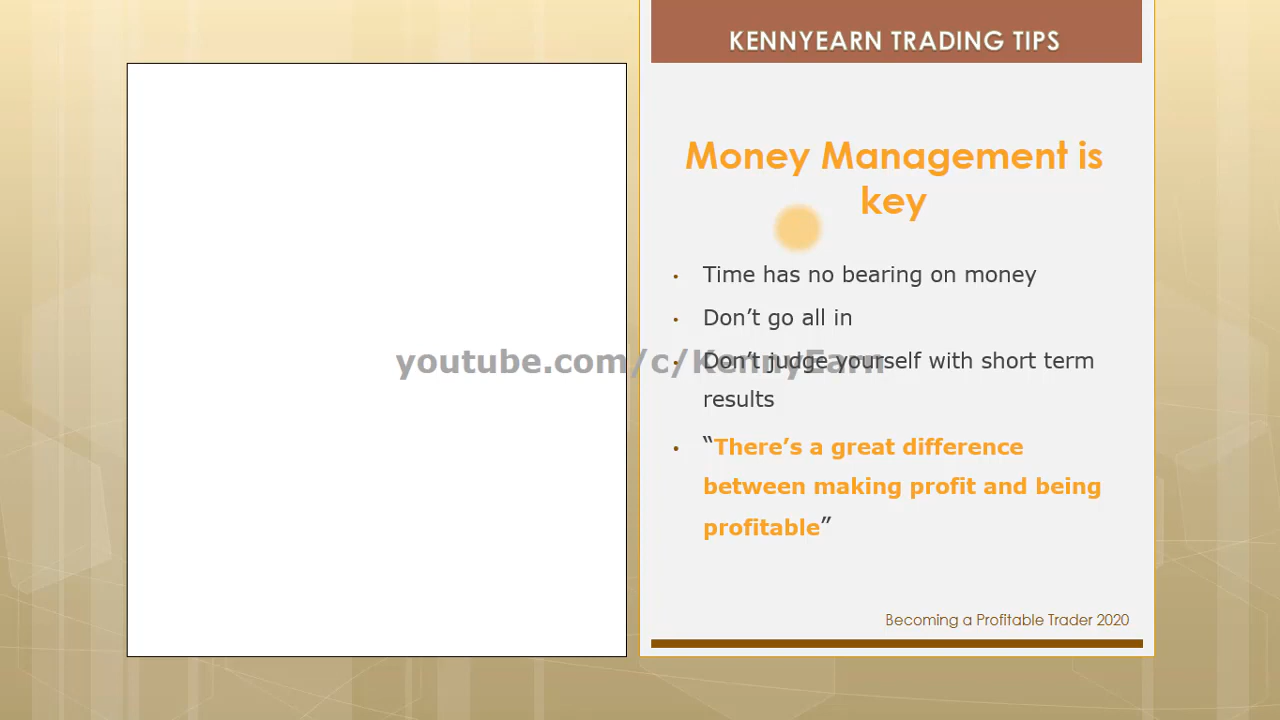 KENNYEARN TRADING TIPS
Money Management is
key
• Time has no bearing on money
• Don’t go all in
youtube.com/c/KennyEarn
• Don’t judge yourself with short term
results
• “There’s a great difference
between making profit and being
profitable”
Becoming a Profitable Trader 2020